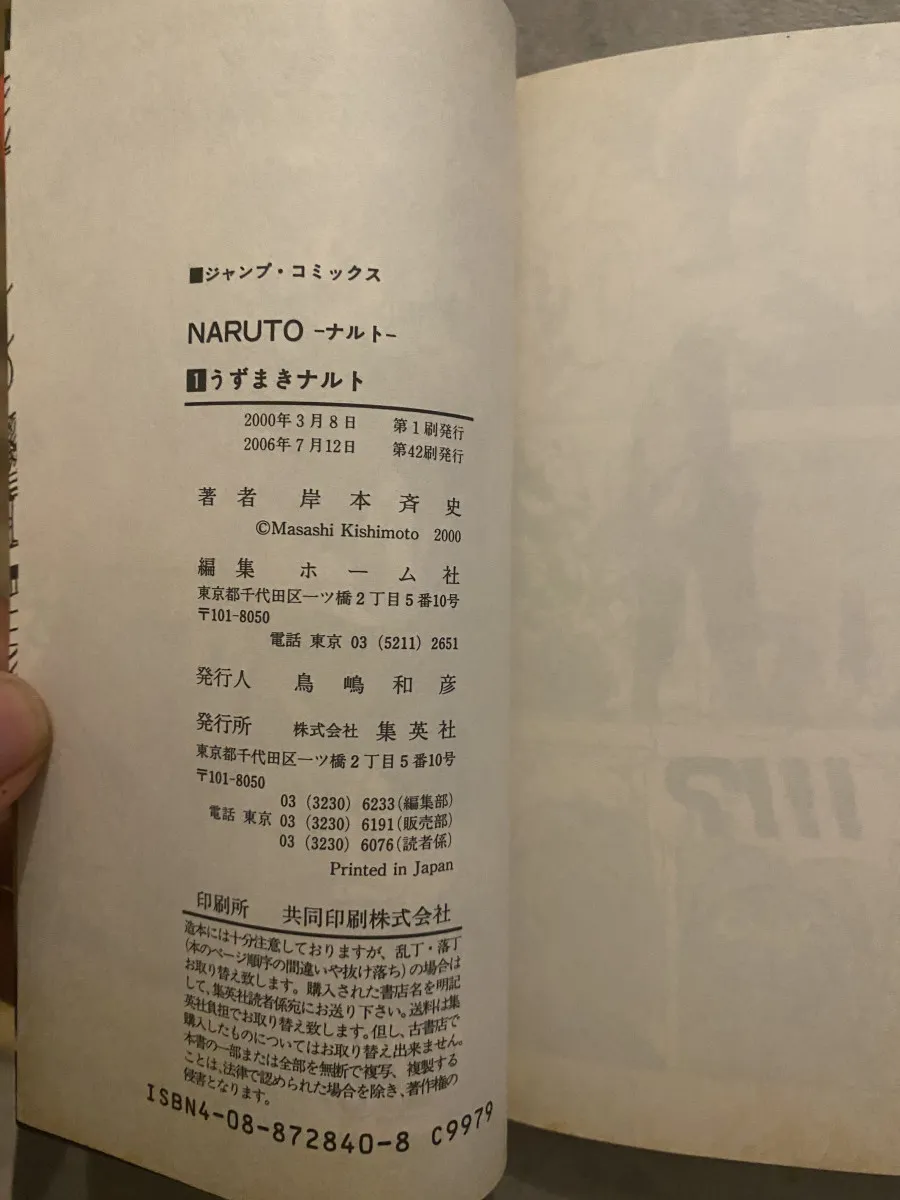 ■ジャンプ・コミックス
NARUTO -ナルト-
1 うずまきナルト
2000年3月8日 第1刷発行
2006年7月12日 第42刷発行
著者 岸本斉史
©Masashi Kishimoto 2000
編集 ホーム社
東京都千代田区一ツ橋2丁目5番10号
〒101-8050
電話 東京 03 (5211) 2651
発行人 鳥嶋和彦
発行所 株式会社 集英社
東京都千代田区一ツ橋2丁目5番10号
〒101-8050
03 (3230) 6233(編集部)
電話 東京 03 (3230) 6191(販売部)
03 (3230) 6076(読者係)
Printed in Japan
印刷所 共同印刷株式会社
造本には十分注意しておりますが、乱丁・落丁
(本のページ順序の間違いや抜け落ち)の場合は
お取り替え致します。購入された書店名を明記
して、集英社読者係宛にお送り下さい。送料は集
英社負担でお取り替え致します。但し、古書店で
購入したものについてはお取り替え出来ません。
本書の一部または全部を無断で複写、複製する
ことは、法律で認められた場合を除き、著作権の
侵害となります。
ISBN4-08-872840-8 C9979